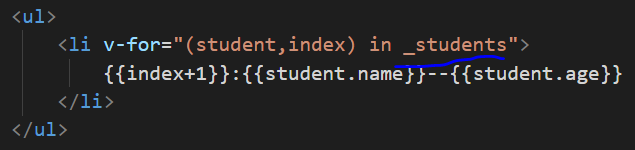 <ul>
<li v-for="(student,index) in _students">
{{index+1}}:{{student.name}}--{{student.age}}
</li>
</ul>